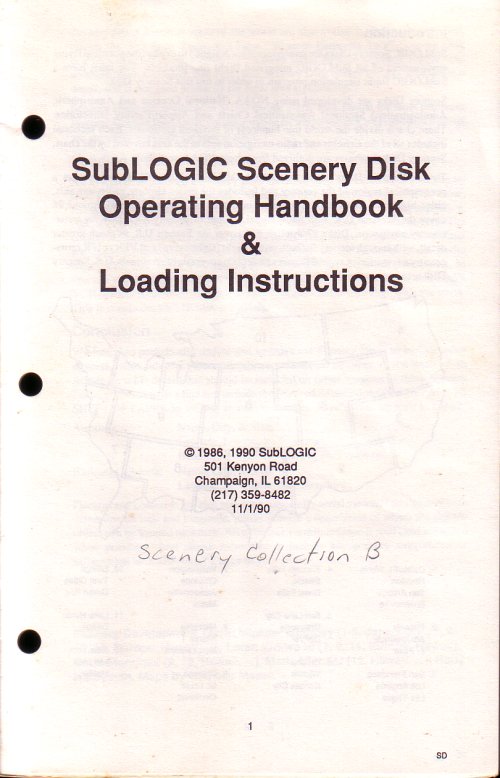 SubLOGIC Scenery Disk
Operating Handbook
&
Loading Instructions
© 1986, 1990 SubLOGIC
501 Kenyon Road
Champaign, IL 61820
(217) 359-8482
11/1/90
Scenery Collection B
1
SD